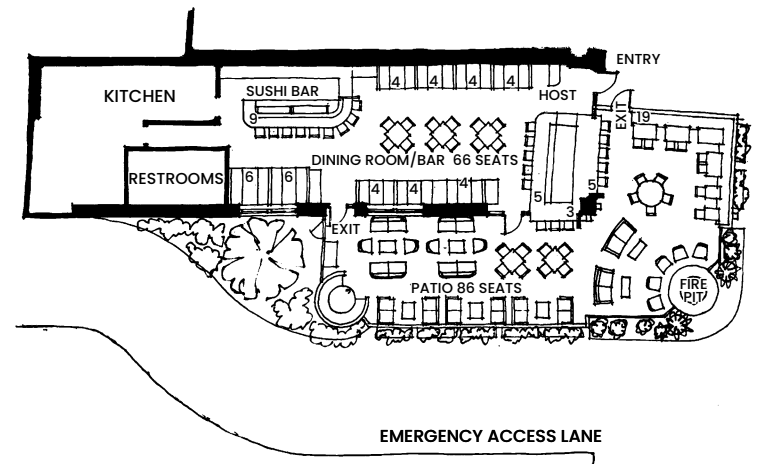 ENTRY
4 4 4 4
KITCHEN
SUSHI BAR
HOST
EXIT
19
9
DINING ROOM/BAR 66 SEATS
RESTROOMS
6 6
4 4 4
5 5
3
EXIT
PATIO 86 SEATS
FIRE
PIT
EMERGENCY ACCESS LANE